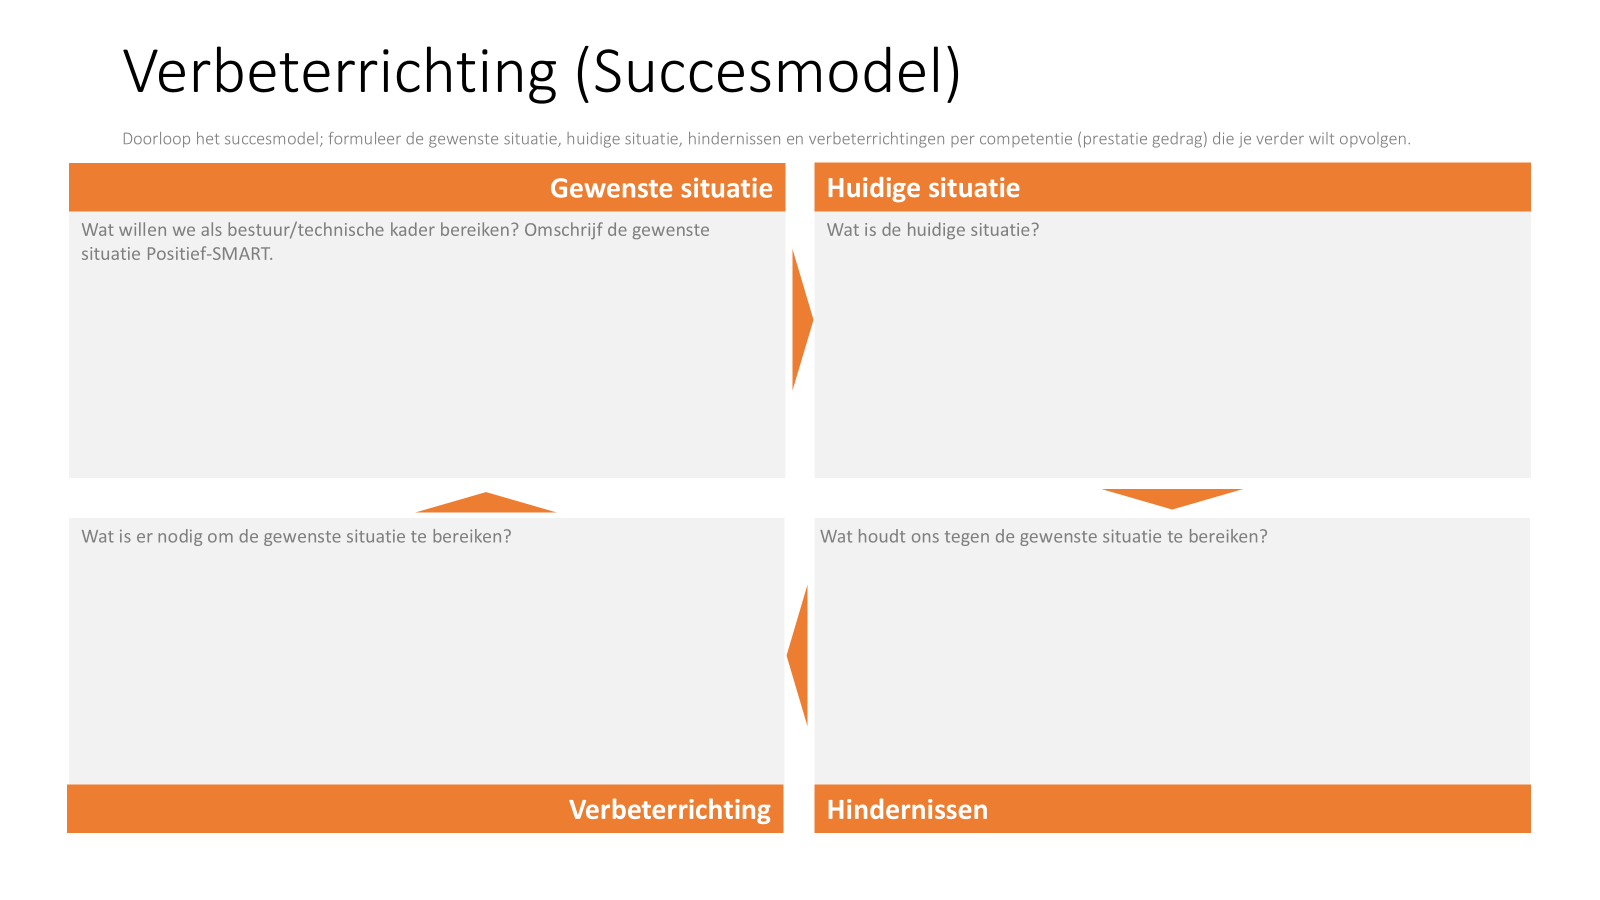 Verbeterrichting (Succesmodel)
Doorloop het succesmodel; formuleer de gewenste situatie, huidige situatie, hindernissen en verbeterrichtingen per competentie (prestatie gedrag) die je verder wilt opvolgen.
Gewenste situatie
Wat willen we als bestuur/technische kader bereiken? Omschrijf de gewenste
situatie Positief-SMART.
Huidige situatie
Wat is de huidige situatie?
Wat is er nodig om de gewenste situatie te bereiken?
Verbeterrichting
Wat houdt ons tegen de gewenste situatie te bereiken?
Hindernissen